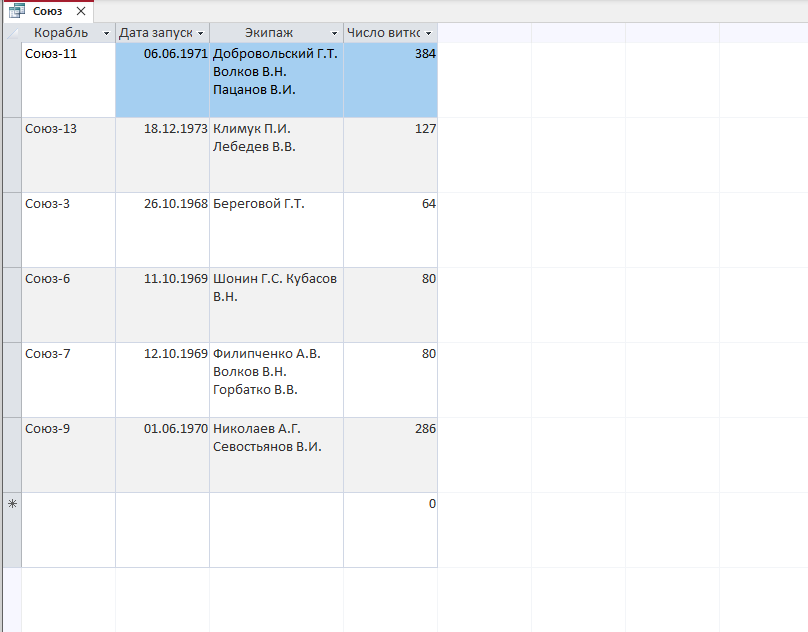 Союз
Корабль Дата запуск Экипаж Число витко
Союз-11 06.06.1971 Добровольский Г.Т. 384
Волков В.Н.
Пацанов В.И.
Союз-13 18.12.1973 Климук П.И. 127
Лебедев В.В.
Союз-3 26.10.1968 Береговой Г.Т. 64
Союз-6 11.10.1969 Шонин Г.С. Кубасов 80
В.Н.
Союз-7 12.10.1969 Филипченко А.В. 80
Волков В.Н.
Горбатко В.В.
Союз-9 01.06.1970 Николаев А.Г. 286
Севостьянов В.И.
0